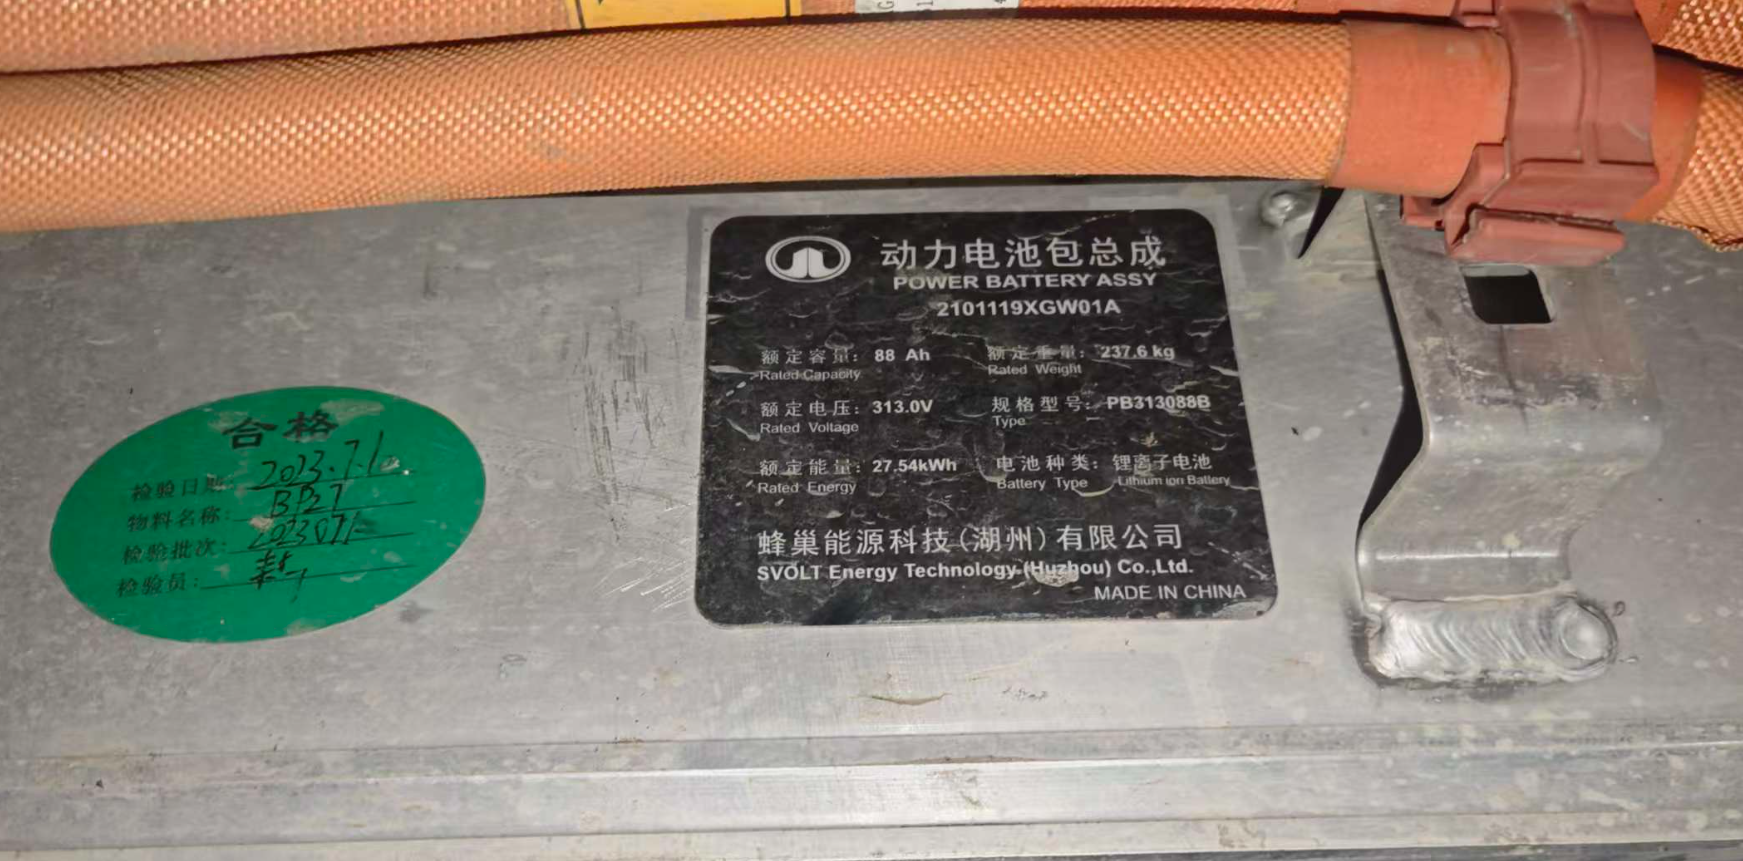 动力电池包总成
POWER BATTERY ASSY
2101119XGW01A
额定容量: 88 Ah 额定重量: 237.6 kg
Rated Capacity Rated Weight
额定电压: 313.0V 规格型号: PB313088B
Rated Voltage Type
额定能量: 27.54kWh 电池种类: 锂离子电池
Rated Energy Battery Type Lithium ion Battery
蜂巢能源科技(湖州)有限公司
SVOLT Energy Technology (Huzhou) Co.,Ltd.
MADE IN CHINA
合格
检验日期: 2023.7.1
物料名称: BP27
检验批次:
检验员: